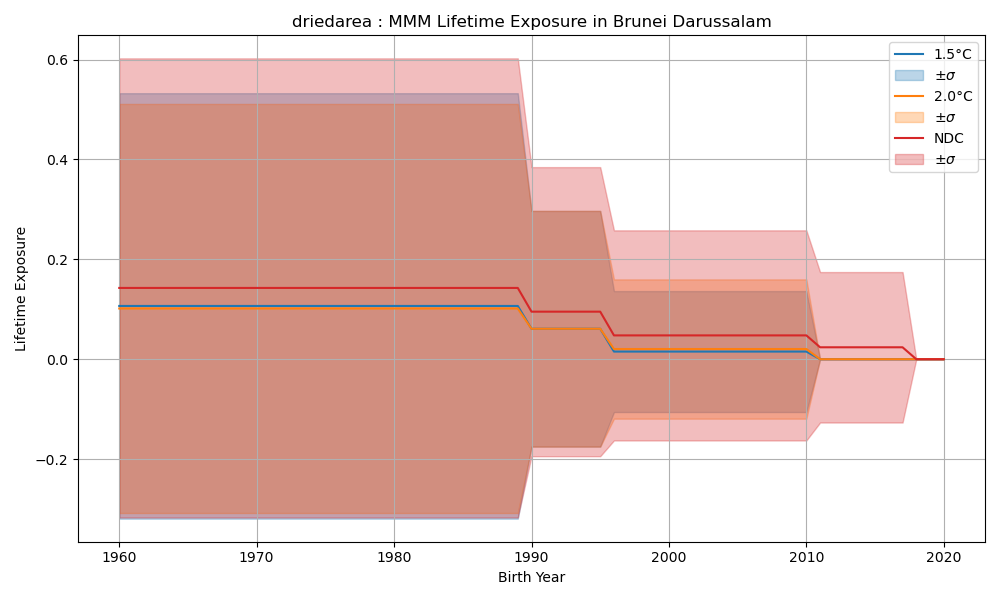 driedarea : MMM Lifetime Exposure in Brunei Darussalam
1.5°C
±σ
2.0°C
±σ
NDC
±σ
Lifetime Exposure
0.6
0.4
0.2
0.0
−0.2
1960
1970
1980
1990
2000
2010
2020
Birth Year